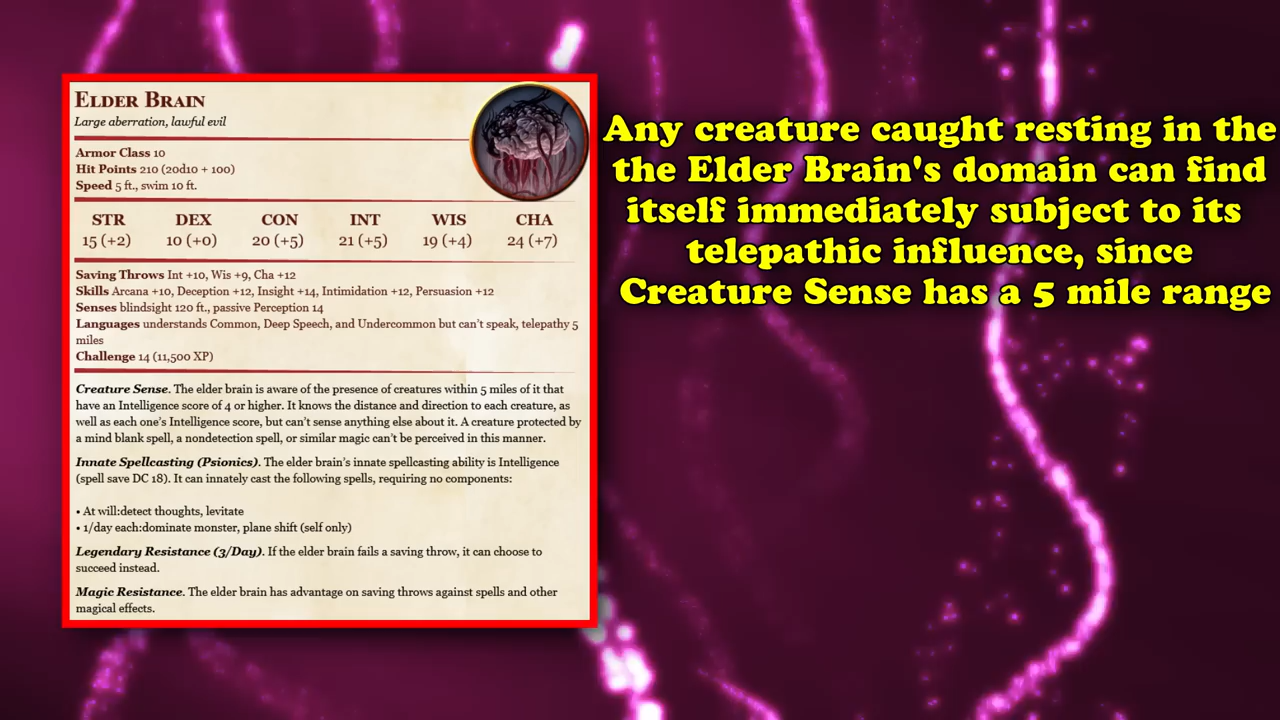 ELDER BRAIN
Large aberration, lawful evil
Armor Class 10
Hit Points 210 (20d10 + 100)
Speed 5 ft., swim 10 ft.
STR DEX CON INT WIS CHA
15 (+2) 10 (+0) 20 (+5) 21 (+5) 19 (+4) 24 (+7)
Saving Throws Int +10, Wis +9, Cha +12
Skills Arcana +10, Deception +12, Insight +14, Intimidation +12, Persuasion +12
Senses blindsight 120 ft., passive Perception 14
Languages understands Common, Deep Speech, and Undercommon but can't speak, telepathy 5
miles
Challenge 14 (11,500 XP)
Creature Sense. The elder brain is aware of the presence of creatures within 5 miles of it that
have an Intelligence score of 4 or higher. It knows the distance and direction to each creature, as
well as each one's Intelligence score, but can't sense anything else about it. A creature protected by
a mind blank spell, a nondetection spell, or similar magic can't be perceived in this manner.
Innate Spellcasting (Psionics). The elder brain's innate spellcasting ability is Intelligence
(spell save DC 18). It can innately cast the following spells, requiring no components:
• At will:detect thoughts, levitate
• 1/day each:dominate monster, plane shift (self only)
Legendary Resistance (3/Day). If the elder brain fails a saving throw, it can choose to
succeed instead.
Magic Resistance. The elder brain has advantage on saving throws against spells and other
magical effects.
Any creature caught resting in the
the Elder Brain's domain can find
itself immediately subject to its
telepathic influence, since
Creature Sense has a 5 mile range